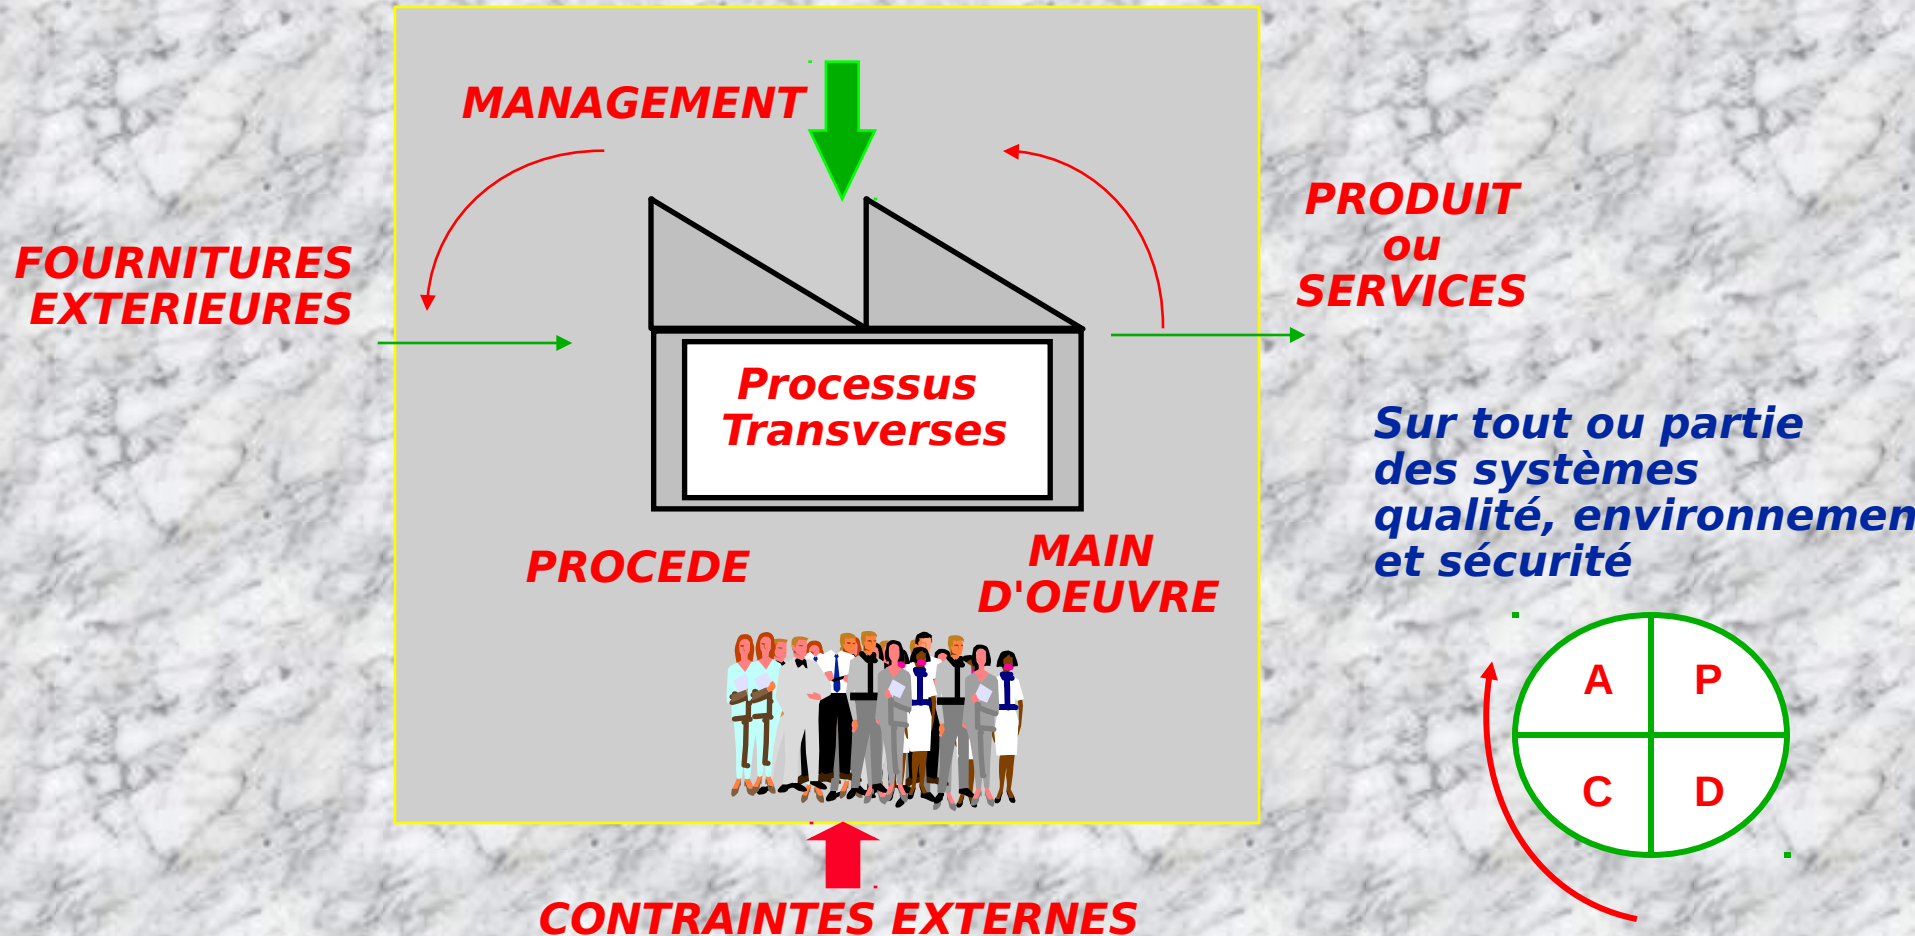 MANAGEMENT
FOURNITURES
EXTERIEURES
PRODUIT
ou
SERVICES
Processus
Transverses
Sur tout ou partie
des systèmes
qualité, environnemen
et sécurité
PROCEDE
MAIN
D'OEUVRE
A P
C D
CONTRAINTES EXTERNES